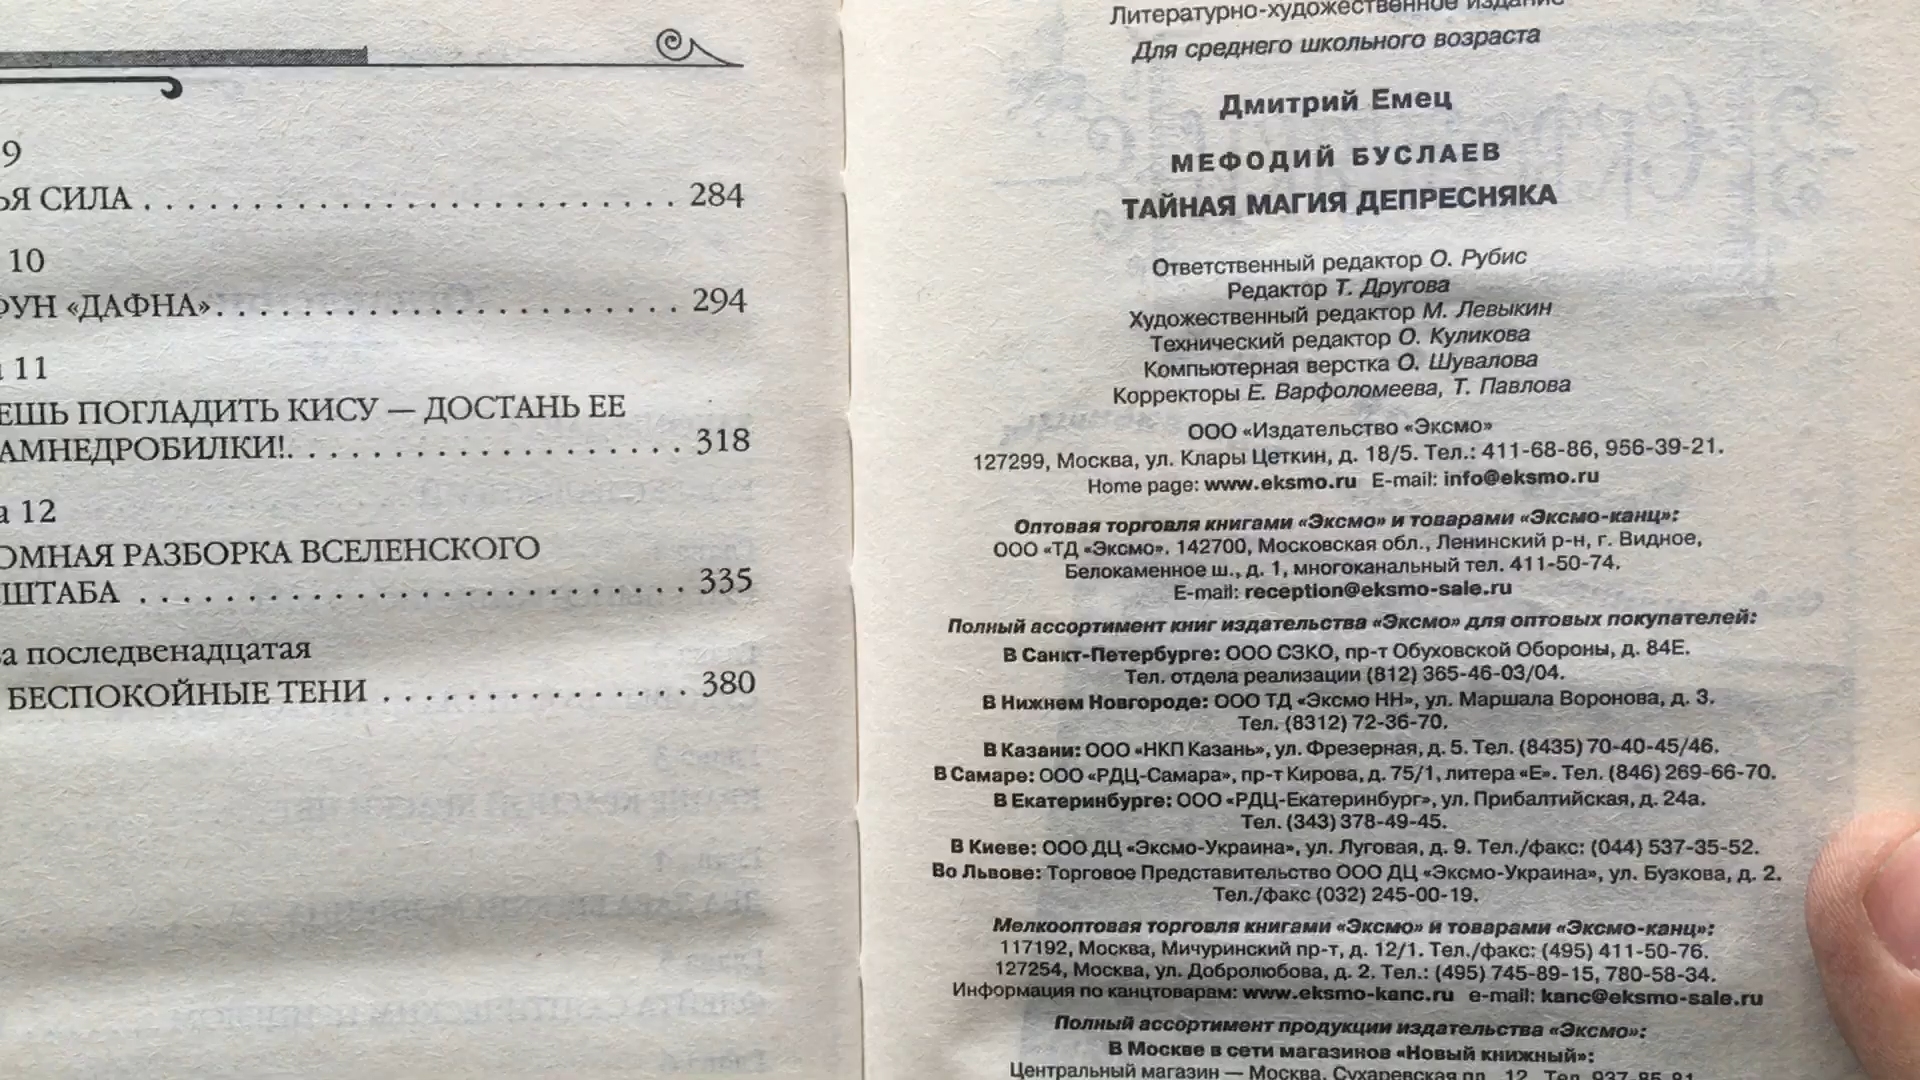 9
ЬЯ СИЛА . . . . . . . . . . . . . . . . . . . . . . . . . 284
10
ФУН «ДАФНА». . . . . . . . . . . . . . . . . . . . . . 294
11
ЕШЬ ПОГЛАДИТЬ КИСУ — ДОСТАНЬ ЕЕ
АМНЕДРОБИЛКИ!. . . . . . . . . . . . . . . . . . . 318
а 12
ОМНАЯ РАЗБОРКА ВСЕЛЕНСКОГО
ШТАБА . . . . . . . . . . . . . . . . . . . . . . . . . 335
ва последвенадцатая
БЕСПОКОЙНЫЕ ТЕНИ . . . . . . . . . . . . . . 380
Литературно-художественное издание
Для среднего школьного возраста
Дмитрий Емец
МЕФОДИЙ БУСЛАЕВ
ТАЙНАЯ МАГИЯ ДЕПРЕСНЯКА
Ответственный редактор О. Рубис
Редактор Т. Другова
Художественный редактор М. Левыкин
Технический редактор О. Куликова
Компьютерная верстка О. Шувалова
Корректоры Е. Варфоломеева, Т. Павлова
ООО «Издательство «Эксмо»
127299, Москва, ул. Клары Цеткин, д. 18/5. Тел.: 411-68-86, 956-39-21.
Home page: www.eksmo.ru E-mail: info@eksmo.ru
Оптовая торговля книгами «Эксмо» и товарами «Эксмо-канц»:
ООО «ТД «Эксмо». 142700, Московская обл., Ленинский р-н, г. Видное,
Белокаменное ш., д. 1, многоканальный тел. 411-50-74.
E-mail: reception@eksmo-sale.ru
Полный ассортимент книг издательства «Эксмо» для оптовых покупателей:
В Санкт-Петербурге: ООО СЗКО, пр-т Обуховской Обороны, д. 84Е.
Тел. отдела реализации (812) 365-46-03/04.
В Нижнем Новгороде: ООО ТД «Эксмо НН», ул. Маршала Воронова, д. 3.
Тел. (8312) 72-36-70.
В Казани: ООО «НКП Казань», ул. Фрезерная, д. 5. Тел. (8435) 70-40-45/46.
В Самаре: ООО «РДЦ-Самара», пр-т Кирова, д. 75/1, литера «Е». Тел. (846) 269-66-70.
В Екатеринбурге: ООО «РДЦ-Екатеринбург», ул. Прибалтийская, д. 24а.
Тел. (343) 378-49-45.
В Киеве: ООО ДЦ «Эксмо-Украина», ул. Луговая, д. 9. Тел./факс: (044) 537-35-52.
Во Львове: Торговое Представительство ООО ДЦ «Эксмо-Украина», ул. Бузкова, д. 2.
Тел./факс (032) 245-00-19.
Мелкооптовая торговля книгами «Эксмо» и товарами «Эксмо-канц»:
117192, Москва, Мичуринский пр-т, д. 12/1. Тел./факс: (495) 411-50-76.
127254, Москва, ул. Добролюбова, д. 2. Тел.: (495) 745-89-15, 780-58-34.
Информация по канцтоварам: www.eksmo-kanc.ru e-mail: kanc@eksmo-sale.ru
Полный ассортимент продукции издательства «Эксмо»:
В Москве в сети магазинов «Новый книжный»:
Центральный магазин — Москва, Сухаревская пл., 12. Тел. 937-85-81